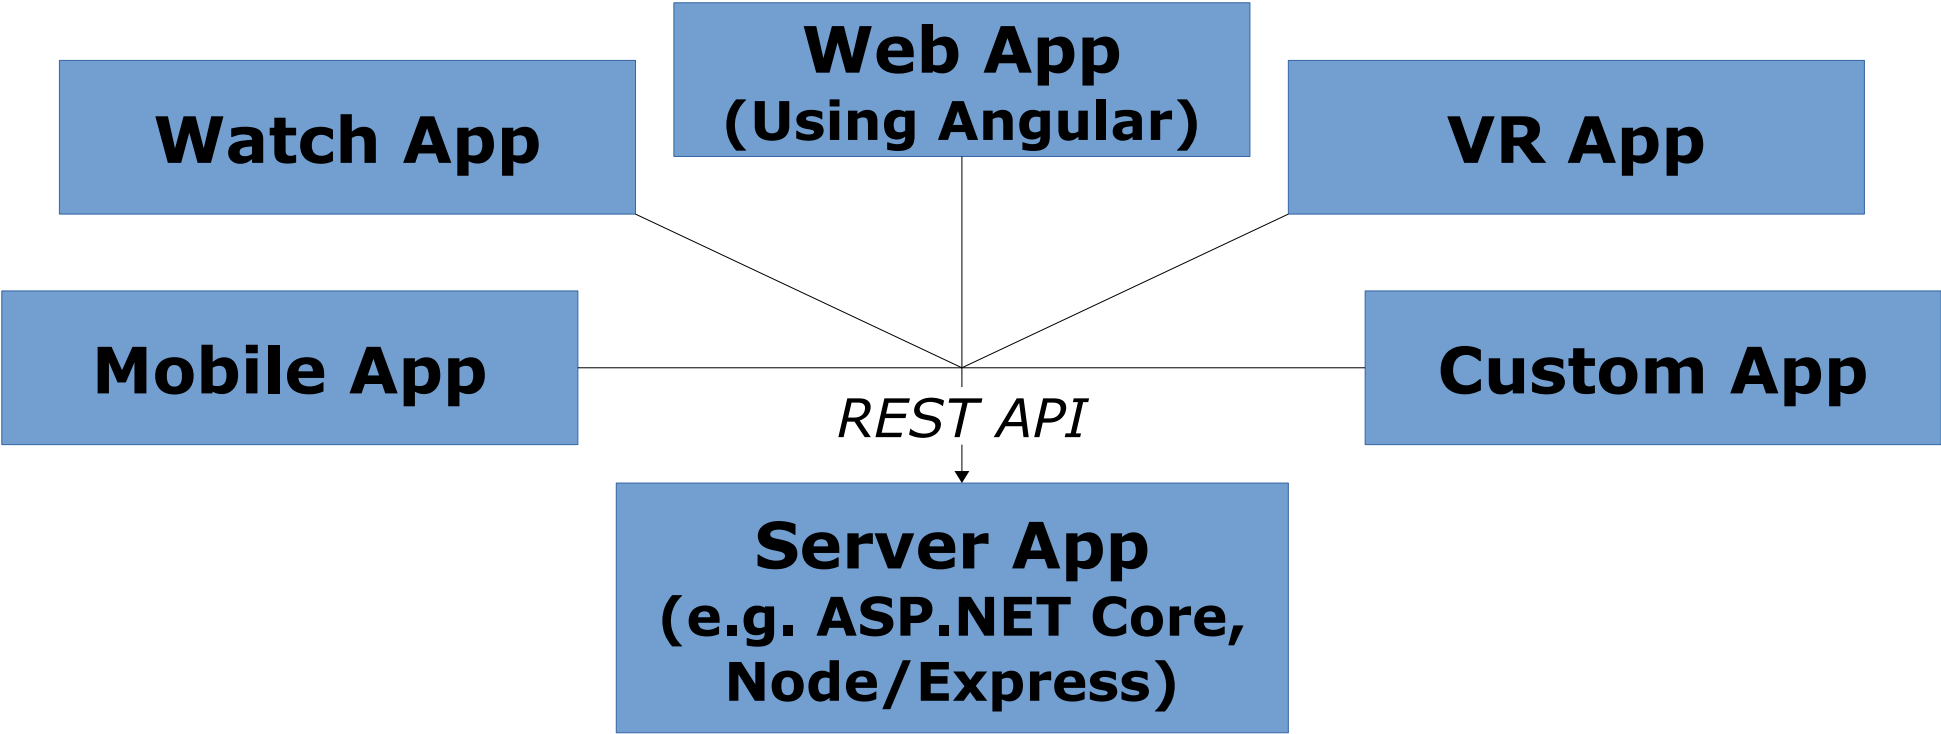 Web App
(Using Angular)
Watch App
VR App
Mobile App
Custom App
REST API
Server App
(e.g. ASP.NET Core,
Node/Express)